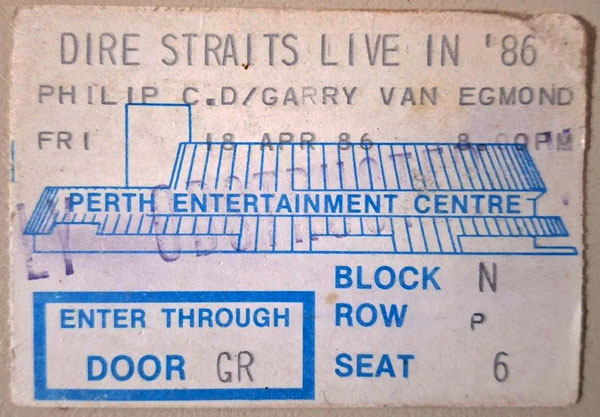 DIRE STRAITS LIVE IN '86
PHILIP C.D/GARRY VAN EGMOND
FRI 18 APR 86 8.00PM
PERTH ENTERTAINMENT CENTRE
BLOCK N
ROW P
SEAT 6
ENTER THROUGH
DOOR GR